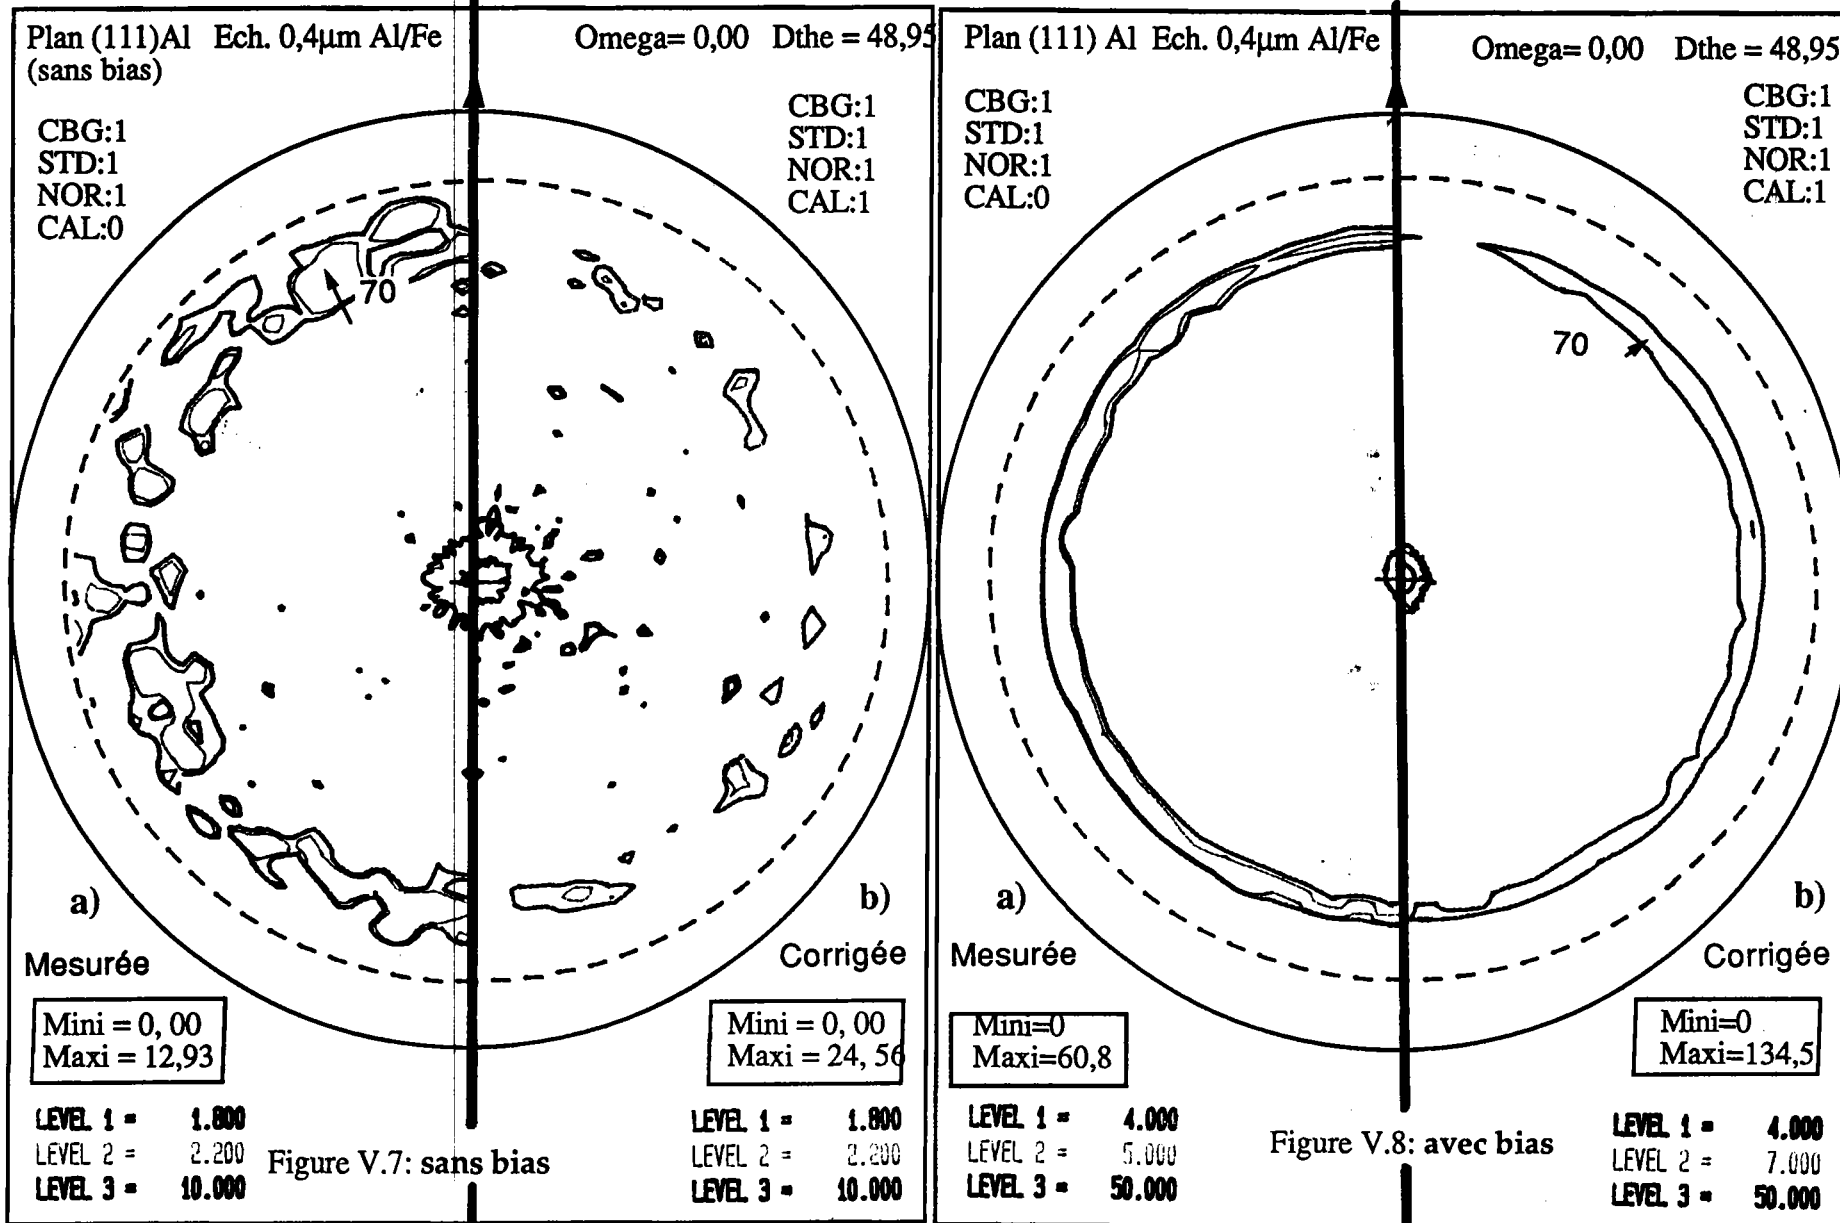 Plan (111)Al Ech. 0,4µm Al/Fe
(sans bias)
Omega= 0,00 Dthe = 48,95
CBG:1
STD:1
NOR:1
CAL:0
CBG:1
STD:1
NOR:1
CAL:1
70
a)
b)
Mesurée
Corrigée
Mini = 0, 00
Maxi = 12,93
Mini = 0, 00
Maxi = 24, 56
LEVEL 1 = 1.800
LEVEL 2 = 2.200
LEVEL 3 = 10.000
LEVEL 1 = 1.800
LEVEL 2 = 2.200
LEVEL 3 = 10.000
Figure V.7: sans bias
Plan (111) Al Ech. 0,4µm Al/Fe
Omega= 0,00 Dthe = 48,95
CBG:1
STD:1
NOR:1
CAL:0
CBG:1
STD:1
NOR:1
CAL:1
70
a)
b)
Mesurée
Corrigée
Mini=0
Maxi=60,8
Mini=0
Maxi=134,5
LEVEL 1 = 4.000
LEVEL 2 = 5.000
LEVEL 3 = 50.000
Figure V.8: avec bias
LEVEL 1 = 4.000
LEVEL 2 = 7.000
LEVEL 3 = 50.000